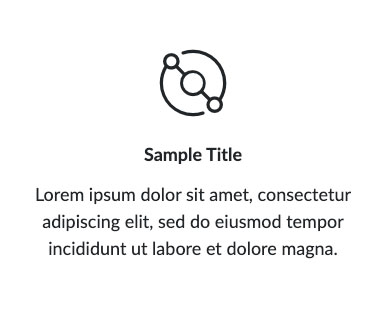 Sample Title
Lorem ipsum dolor sit amet, consectetur
adipiscing elit, sed do eiusmod tempor
incididunt ut labore et dolore magna.